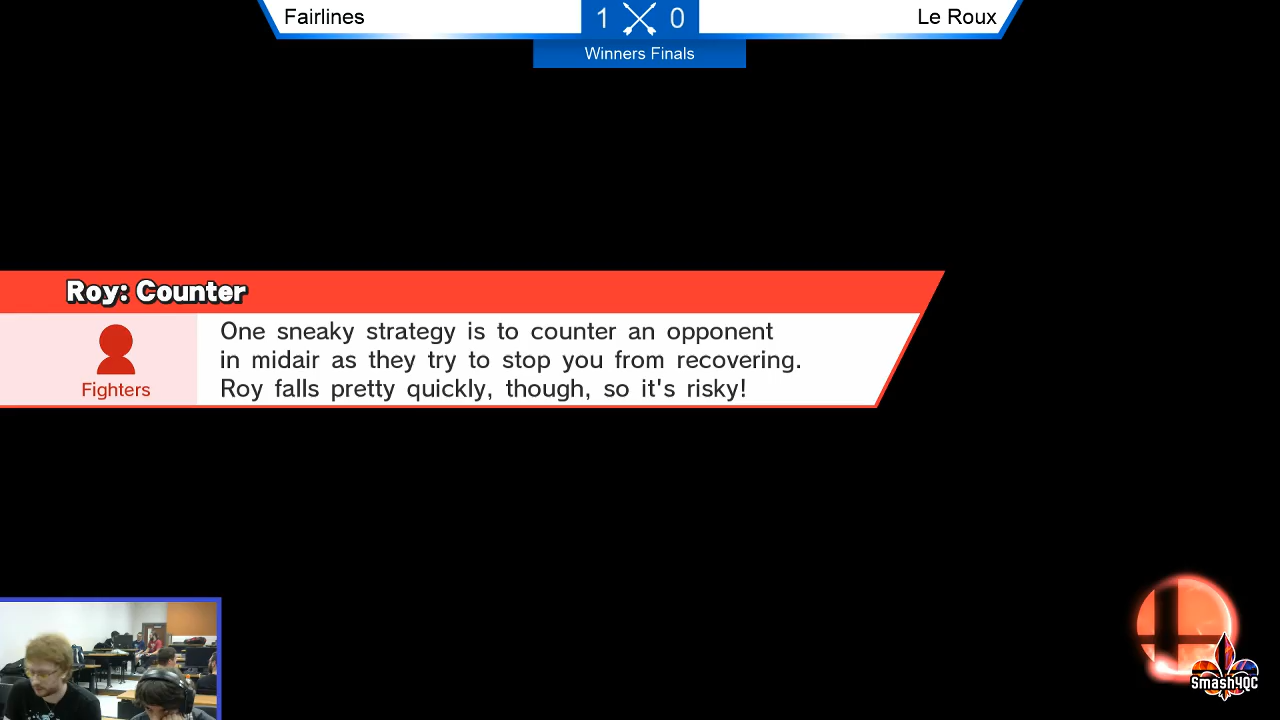 Fairlines
1
0
Le Roux
Winners Finals
Roy: Counter
One sneaky strategy is to counter an opponent
in midair as they try to stop you from recovering.
Roy falls pretty quickly, though, so it's risky!
Fighters
Smash4QC